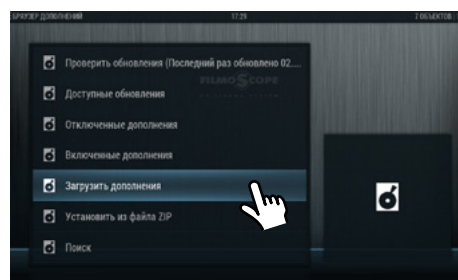 БРАУЗЕР ДОПОЛНЕНИЙ 17:29 7 ОБЪЕКТОВ
Проверить обновления (Последний раз обновлено 02....
FILMOSCOPE
Доступные обновления
Отключенные дополнения
Включенные дополнения
Загрузить дополнения
Установить из файла ZIP
Поиск